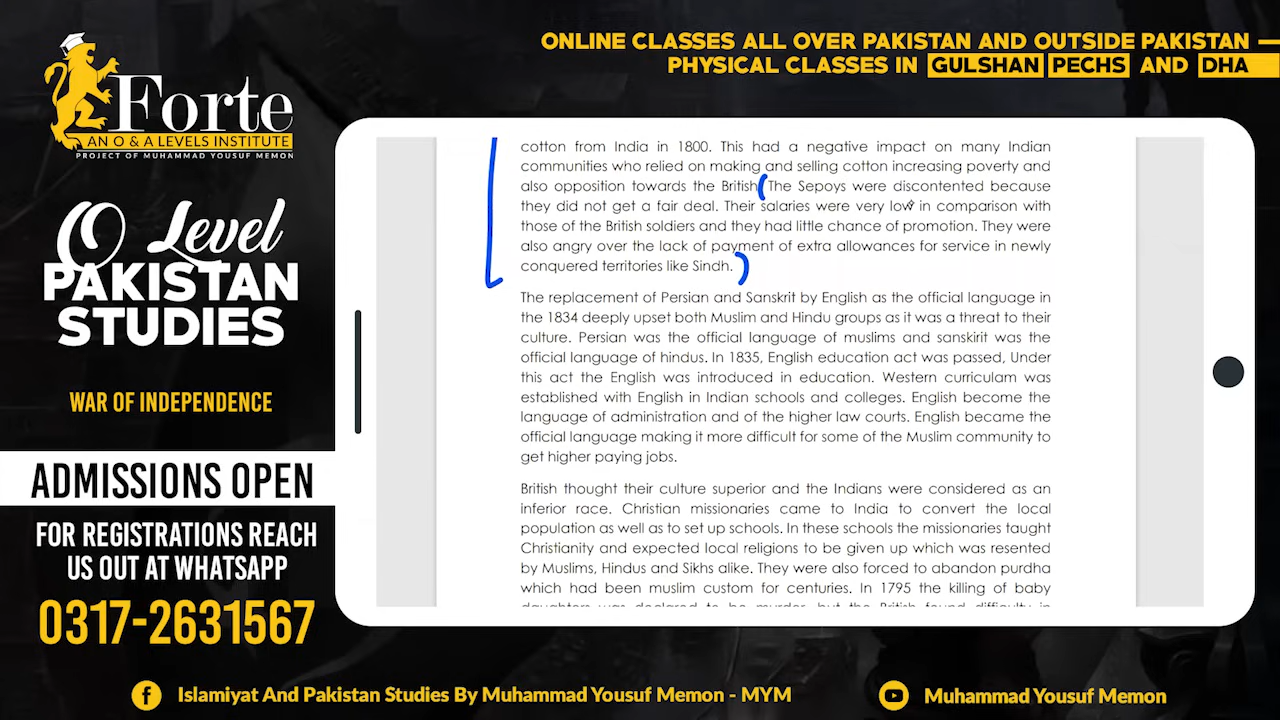 Forte
AN O & A LEVELS INSTITUTE
PROJECT OF MUHAMMAD YOUSUF MEMON
O Level
PAKISTAN
STUDIES
WAR OF INDEPENDENCE
ADMISSIONS OPEN
FOR REGISTRATIONS REACH
US OUT AT WHATSAPP
0317-2631567
ONLINE CLASSES ALL OVER PAKISTAN AND OUTSIDE PAKISTAN
PHYSICAL CLASSES IN GULSHAN PECHS AND DHA
cotton from India in 1800. This had a negative impact on many Indian
communities who relied on making and selling cotton increasing poverty and
also opposition towards the British. The Sepoys were discontented because
they did not get a fair deal. Their salaries were very low in comparison with
those of the British soldiers and they had little chance of promotion. They were
also angry over the lack of payment of extra allowances for service in newly
conquered territories like Sindh.
The replacement of Persian and Sanskrit by English as the official language in
the 1834 deeply upset both Muslim and Hindu groups as it was a threat to their
culture. Persian was the official language of muslims and sanskirit was the
official language of hindus. In 1835, English education act was passed, Under
this act the English was introduced in education. Western curriculam was
established with English in Indian schools and colleges. English become the
language of administration and of the higher law courts. English became the
official language making it more difficult for some of the Muslim community to
get higher paying jobs.
British thought their culture superior and the Indians were considered as an
inferior race. Christian missionaries came to India to convert the local
population as well as to set up schools. In these schools the missionaries taught
Christianity and expected local religions to be given up which was resented
by Muslims, Hindus and Sikhs alike. They were also forced to abandon purdha
which had been muslim custom for centuries. In 1795 the killing of baby
daughters was declared to be murder, but the British found difficulty in
Islamiyat And Pakistan Studies By Muhammad Yousuf Memon - MYM
Muhammad Yousuf Memon